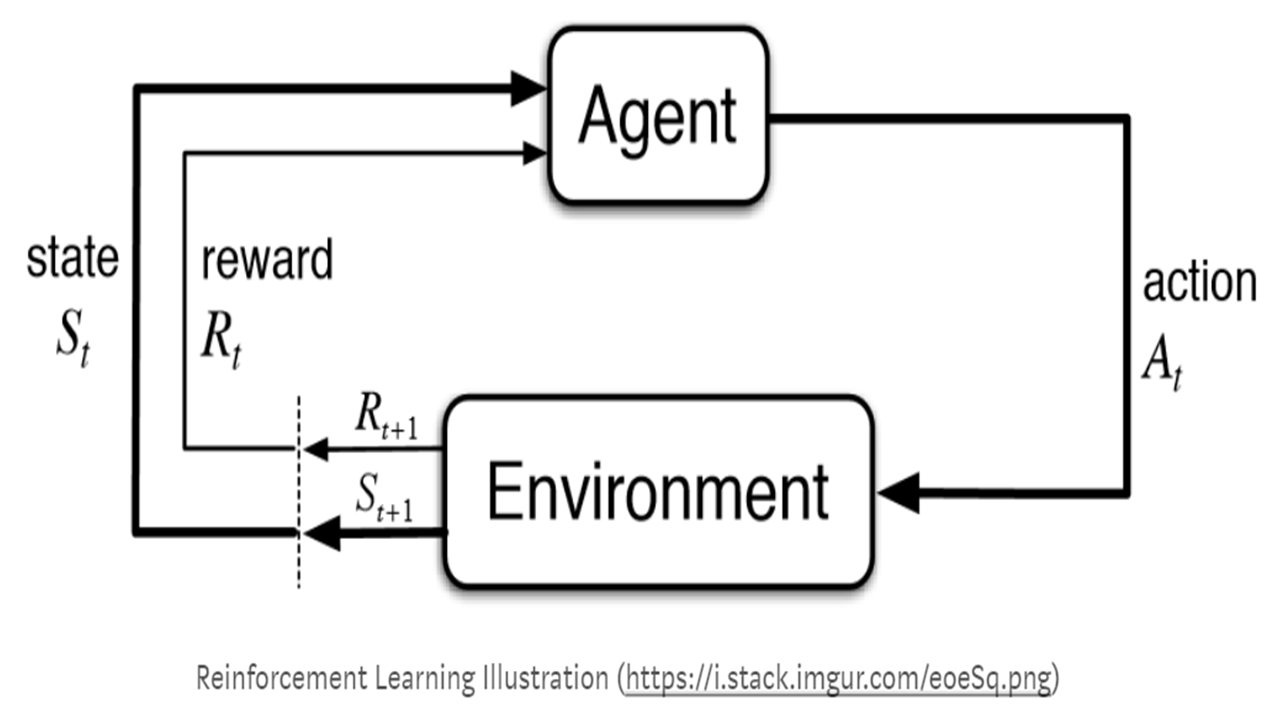 Agent
state
S_t
reward
R_t
action
A_t
R_{t+1}
S_{t+1}
Environment
Reinforcement Learning Illustration (https://i.stack.imgur.com/eoeSq.png)